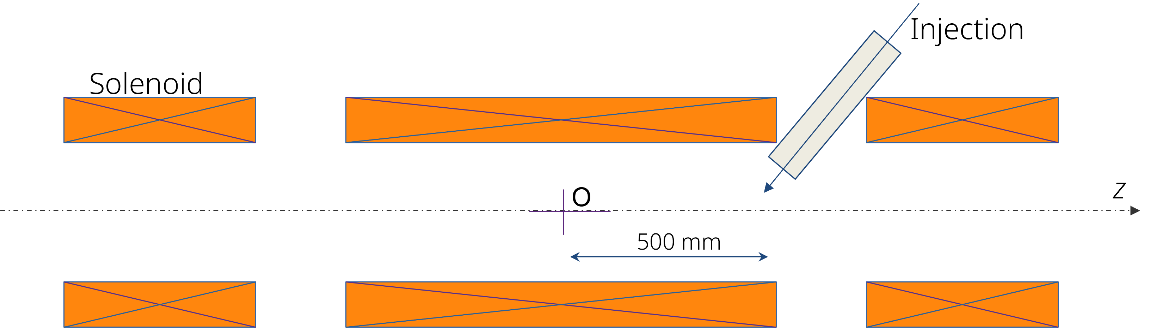 Injection
Solenoid
O
Z
500 mm